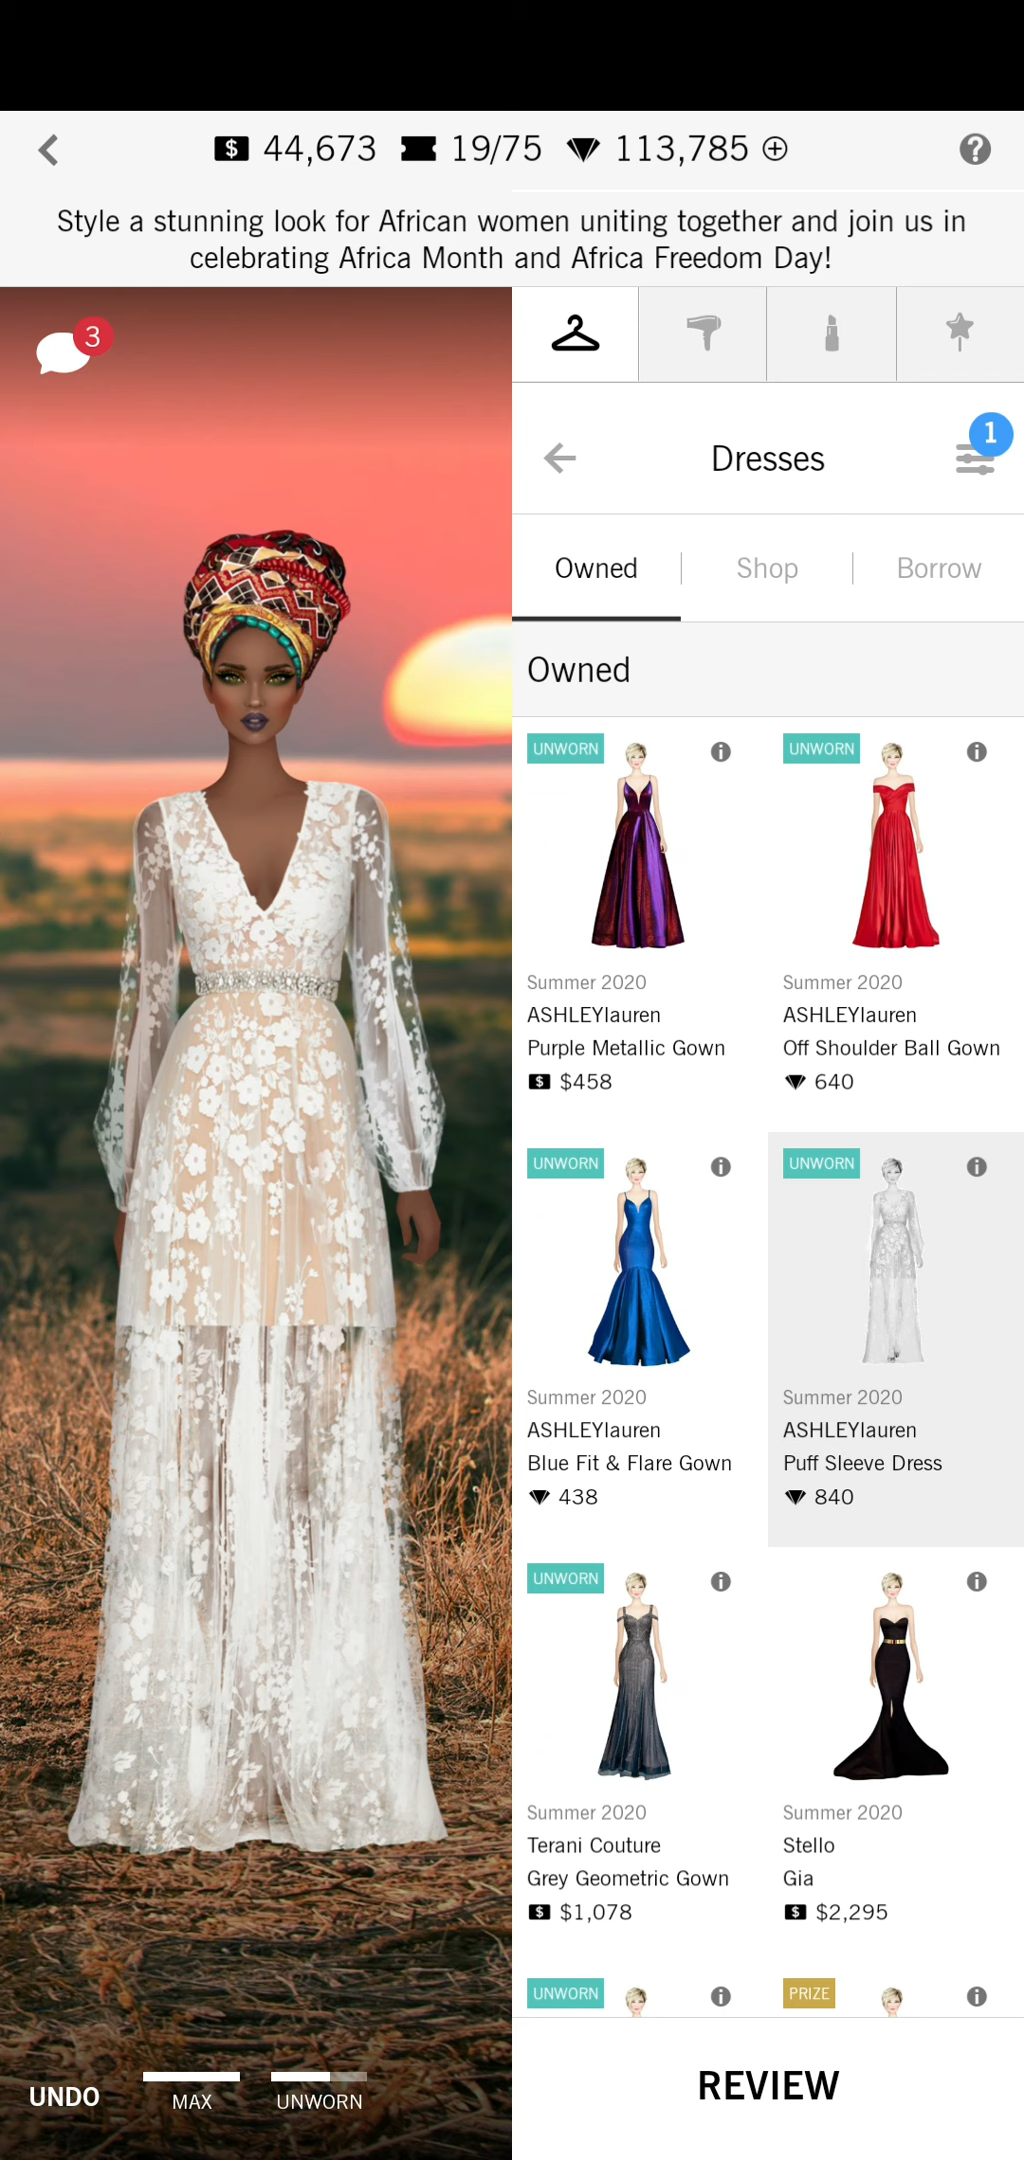 44,673 19/75 113,785
Style a stunning look for African women uniting together and join us in
celebrating Africa Month and Africa Freedom Day!
3
1
Dresses
Owned Shop Borrow
Owned
UNWORN
Summer 2020
ASHLEYlauren
Purple Metallic Gown
$458
UNWORN
Summer 2020
ASHLEYlauren
Off Shoulder Ball Gown
640
UNWORN
Summer 2020
ASHLEYlauren
Blue Fit & Flare Gown
438
UNWORN
Summer 2020
ASHLEYlauren
Puff Sleeve Dress
840
UNWORN
Summer 2020
Terani Couture
Grey Geometric Gown
$1,078
Summer 2020
Stello
Gia
$2,295
UNWORN
PRIZE
UNDO
MAX
UNWORN
REVIEW